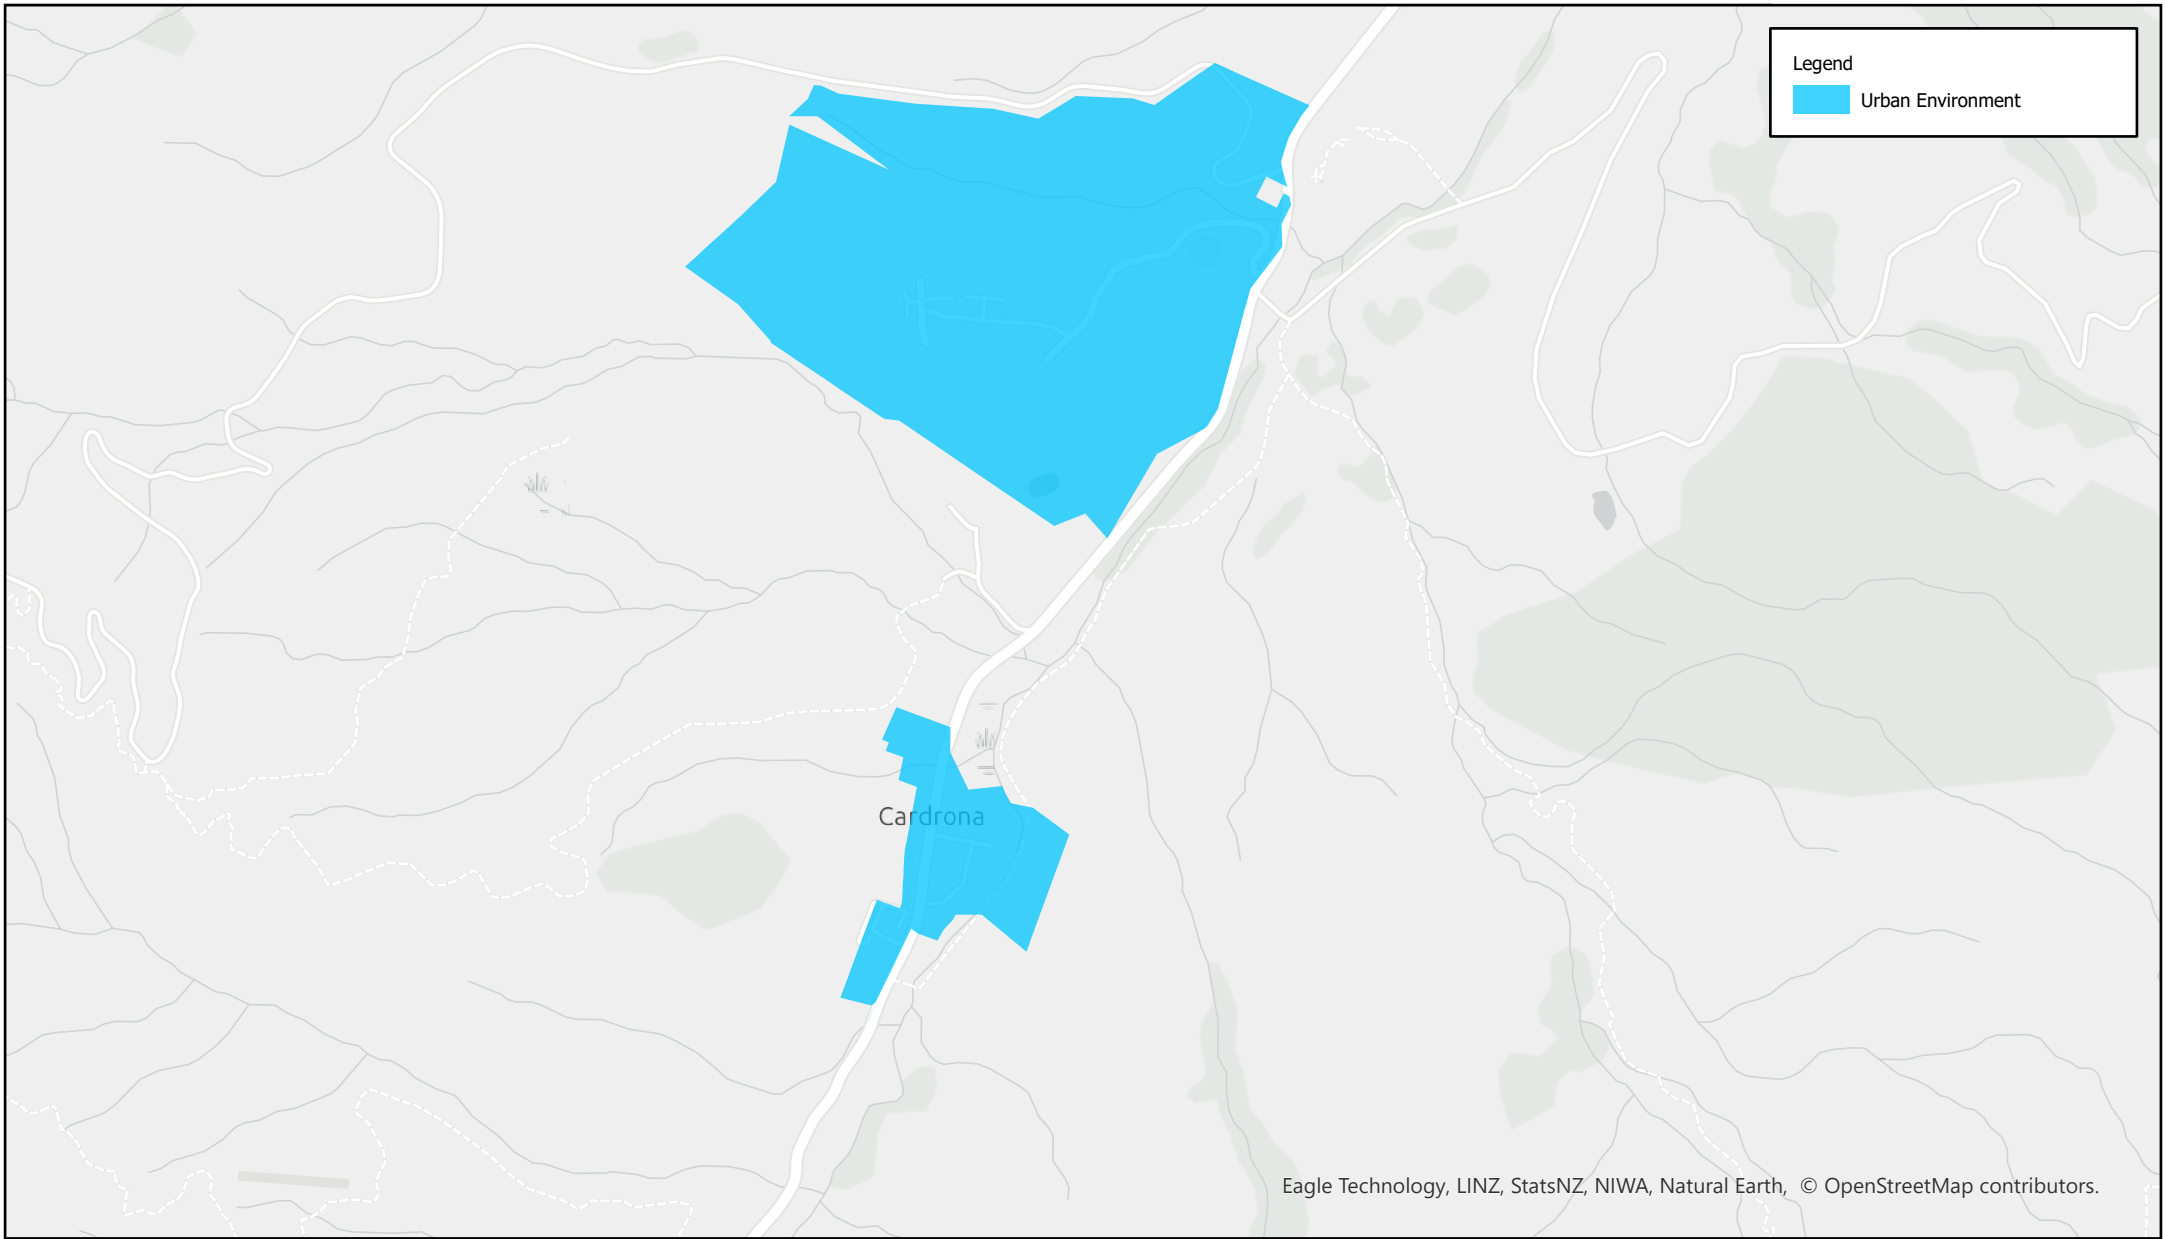 Legend
Urban Environment
Cardrona
Eagle Technology, LINZ, StatsNZ, NIWA, Natural Earth, © OpenStreetMap contributors.